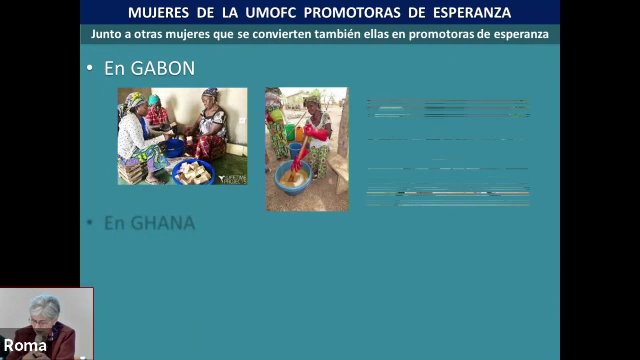 MUJERES DE LA UMOFC PROMOTORAS DE ESPERANZA
Junto a otras mujeres que se convierten también ellas en promotoras de esperanza
• En GABON
• En GHANA
Roma